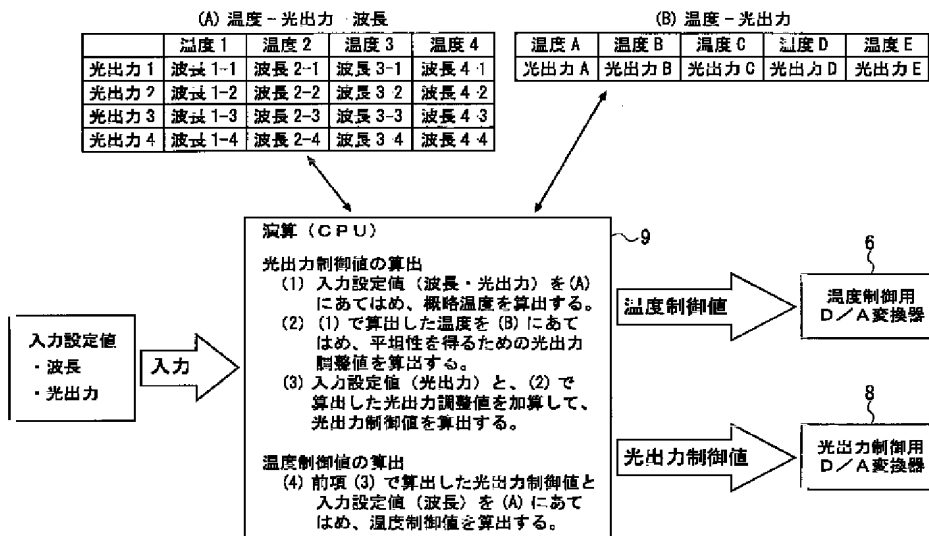 (A) 温度－光出力 波長
温度1 温度2 温度3 温度4
光出力1 波長1-1 波長2-1 波長3-1 波長4・1
光出力2 波長1-2 波長2-2 波長3・2 波長4・2
光出力3 波長1-3 波長2-3 波長3-3 波長4・3
光出力4 波長1-4 波長2-4 波長3・4 波長4・4
(B) 温度－光出力
温度A 温度B 温度C 温度D 温度E
光出力A 光出力B 光出力C 光出力D 光出力E
入力設定値
・波長
・光出力
入力
演算（CPU）
光出力制御値の算出
(1) 入力設定値（波長・光出力）を(A)
にあてはめ、概略温度を算出する。
(2) (1)で算出した温度を(B)にあて
はめ、平坦性を得るための光出力
調整値を算出する。
(3) 入力設定値（光出力）と、(2)で
算出した光出力調整値を加算して、
光出力制御値を算出する。
温度制御値の算出
(4) 前項(3)で算出した光出力制御値と
入力設定値（波長）を(A)にあて
はめ、温度制御値を算出する。
9
温度制御値
6
温度制御用
D／A変換器
光出力制御値
8
光出力制御用
D／A変換器